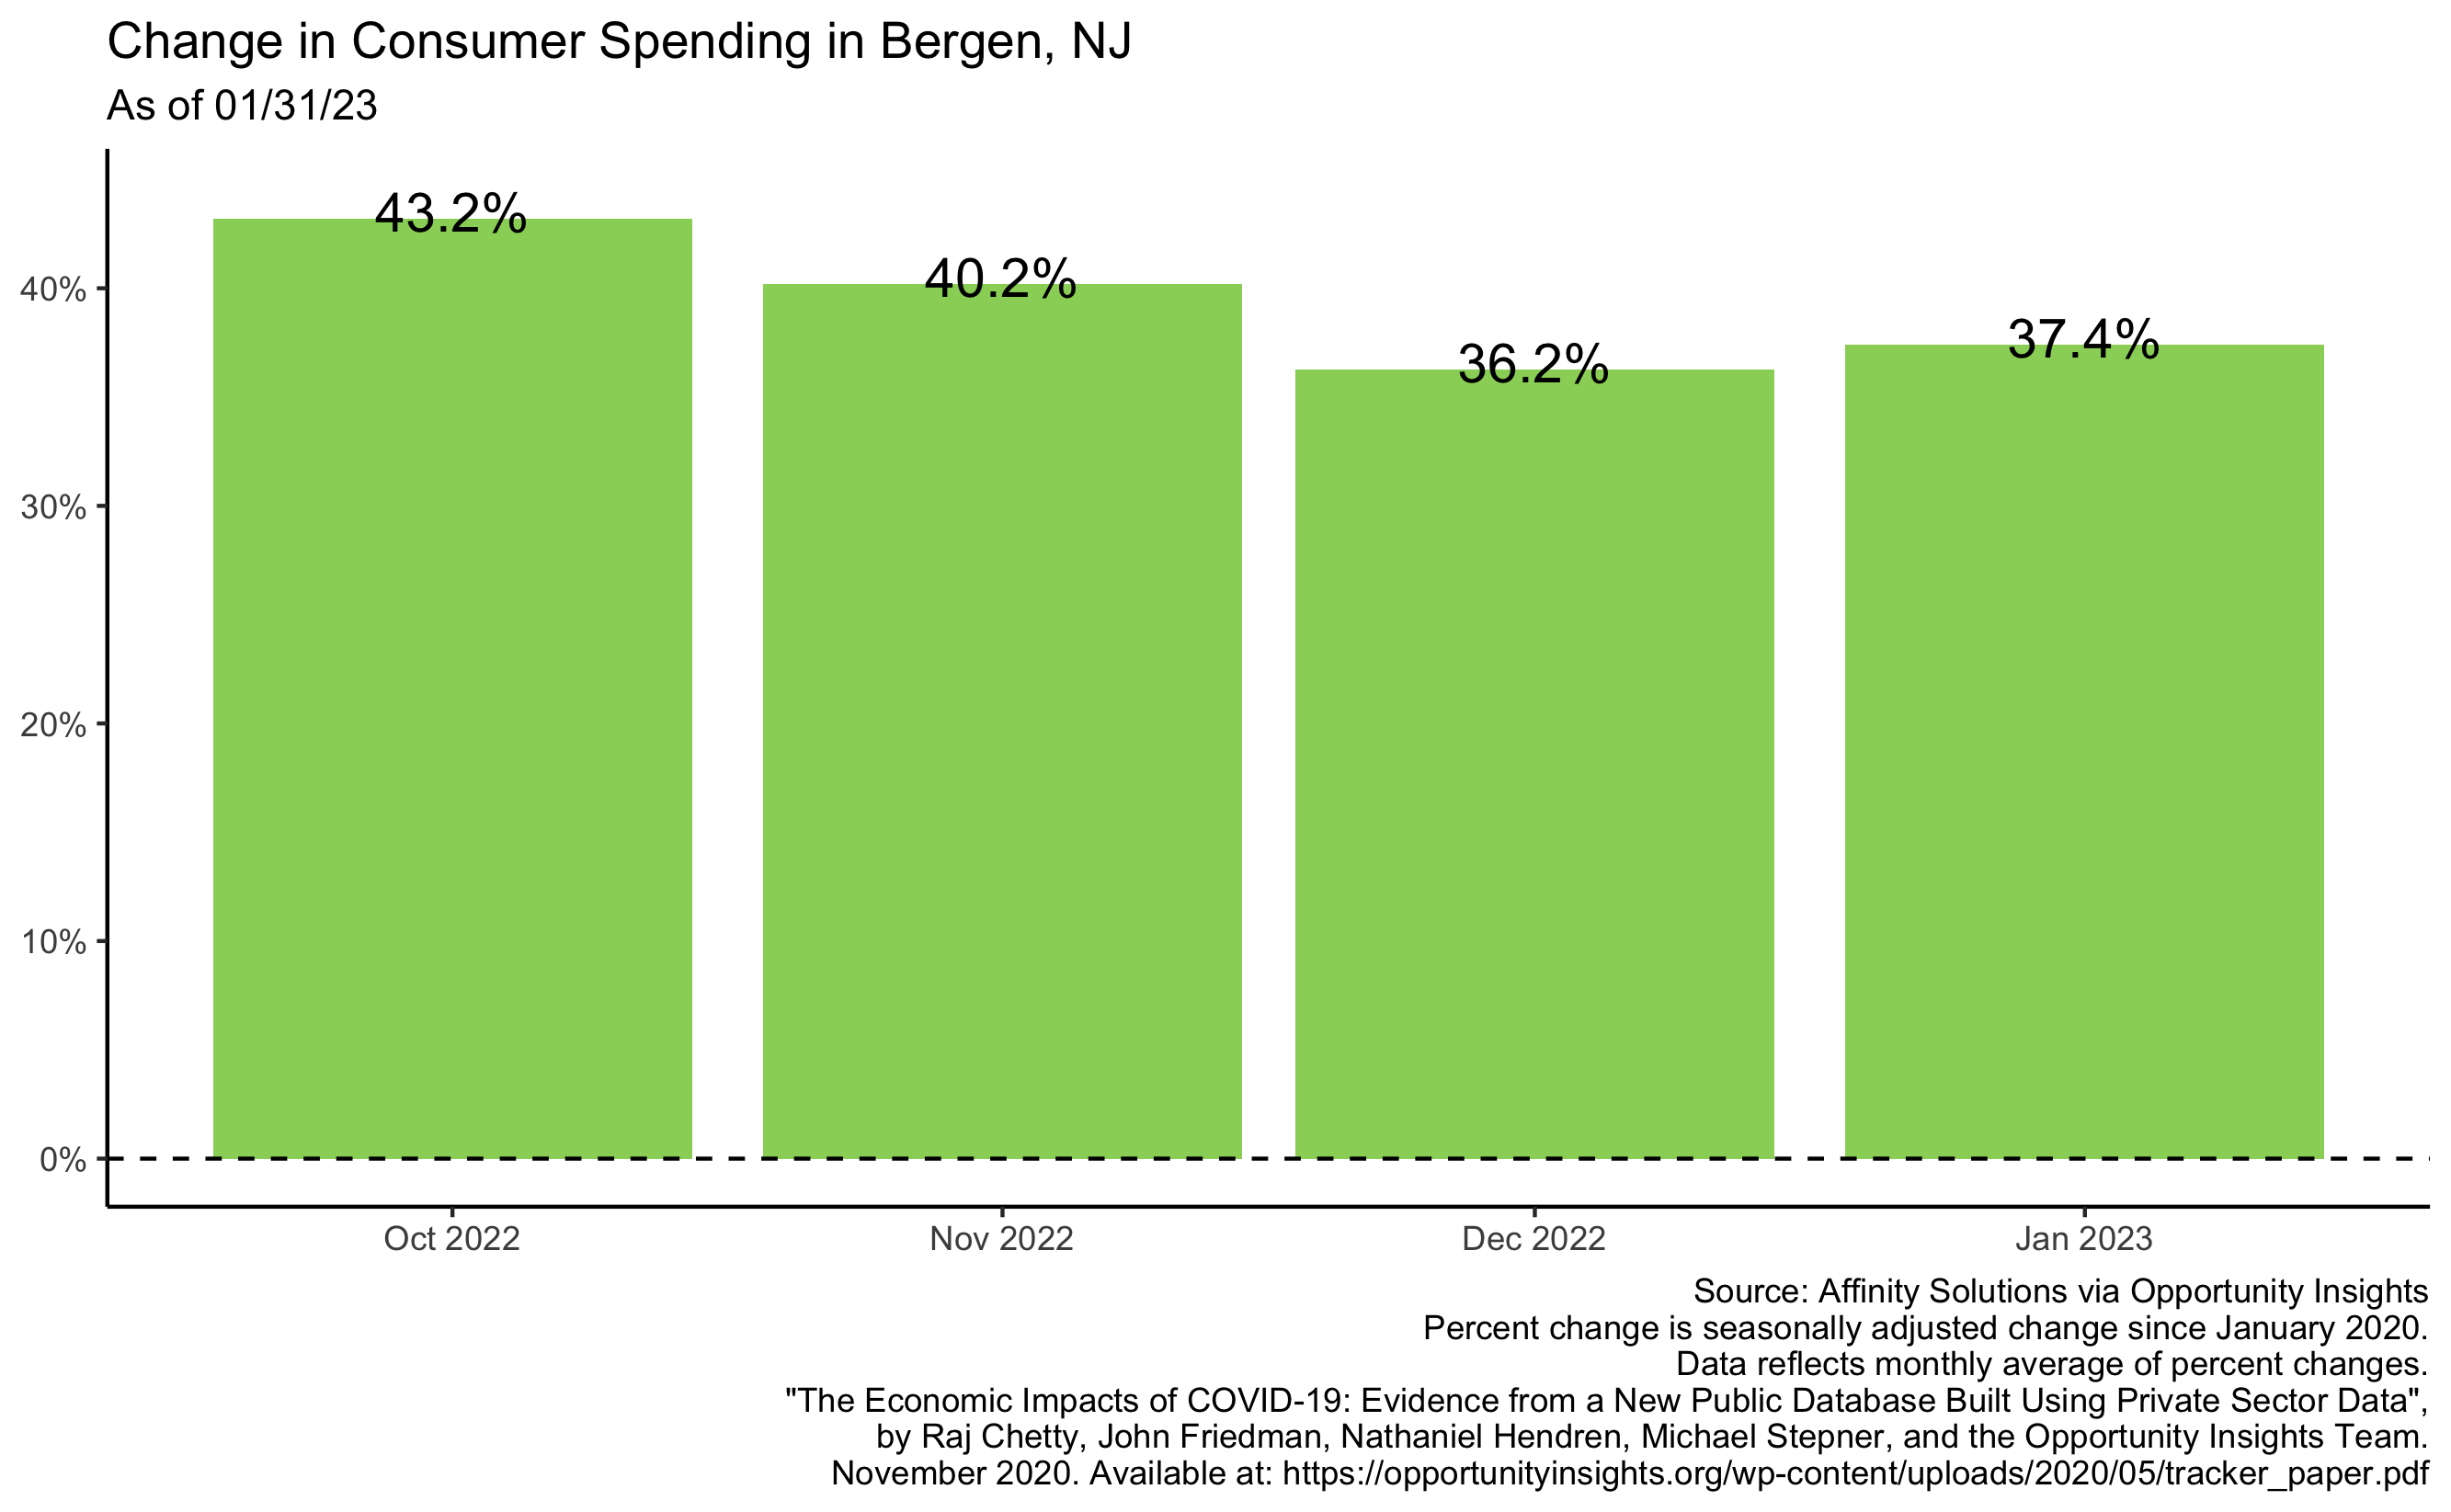 Change in Consumer Spending in Bergen, NJ
As of 01/31/23
43.2%
40.2%
36.2%
37.4%
40%
30%
20%
10%
0%
Oct 2022
Nov 2022
Dec 2022
Jan 2023
Source: Affinity Solutions via Opportunity Insights
Percent change is seasonally adjusted change since January 2020.
Data reflects monthly average of percent changes.
"The Economic Impacts of COVID-19: Evidence from a New Public Database Built Using Private Sector Data",
by Raj Chetty, John Friedman, Nathaniel Hendren, Michael Stepner, and the Opportunity Insights Team.
November 2020. Available at: https://opportunityinsights.org/wp-content/uploads/2020/05/tracker_paper.pdf